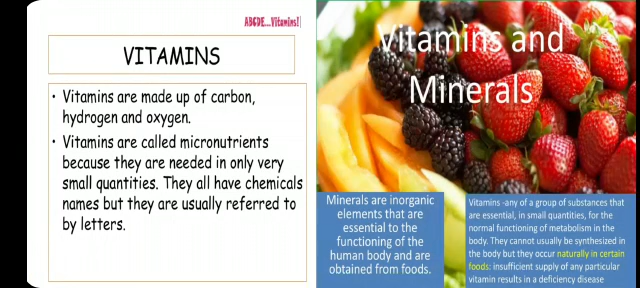 ABCDE...Vitamins!
VITAMINS
• Vitamins are made up of carbon,
hydrogen and oxygen.
• Vitamins are called micronutrients
because they are needed in only very
small quantities. They all have chemicals
names but they are usually referred to
by letters.
Vitamins and
Minerals
Minerals are inorganic
elements that are
essential to the
functioning of the
human body and are
obtained from foods.
Vitamins -any of a group of substances that
are essential, in small quantities, for the
normal functioning of metabolism in the
body. They cannot usually be synthesized in
the body but they occur naturally in certain
foods: insufficient supply of any particular
vitamin results in a deficiency disease